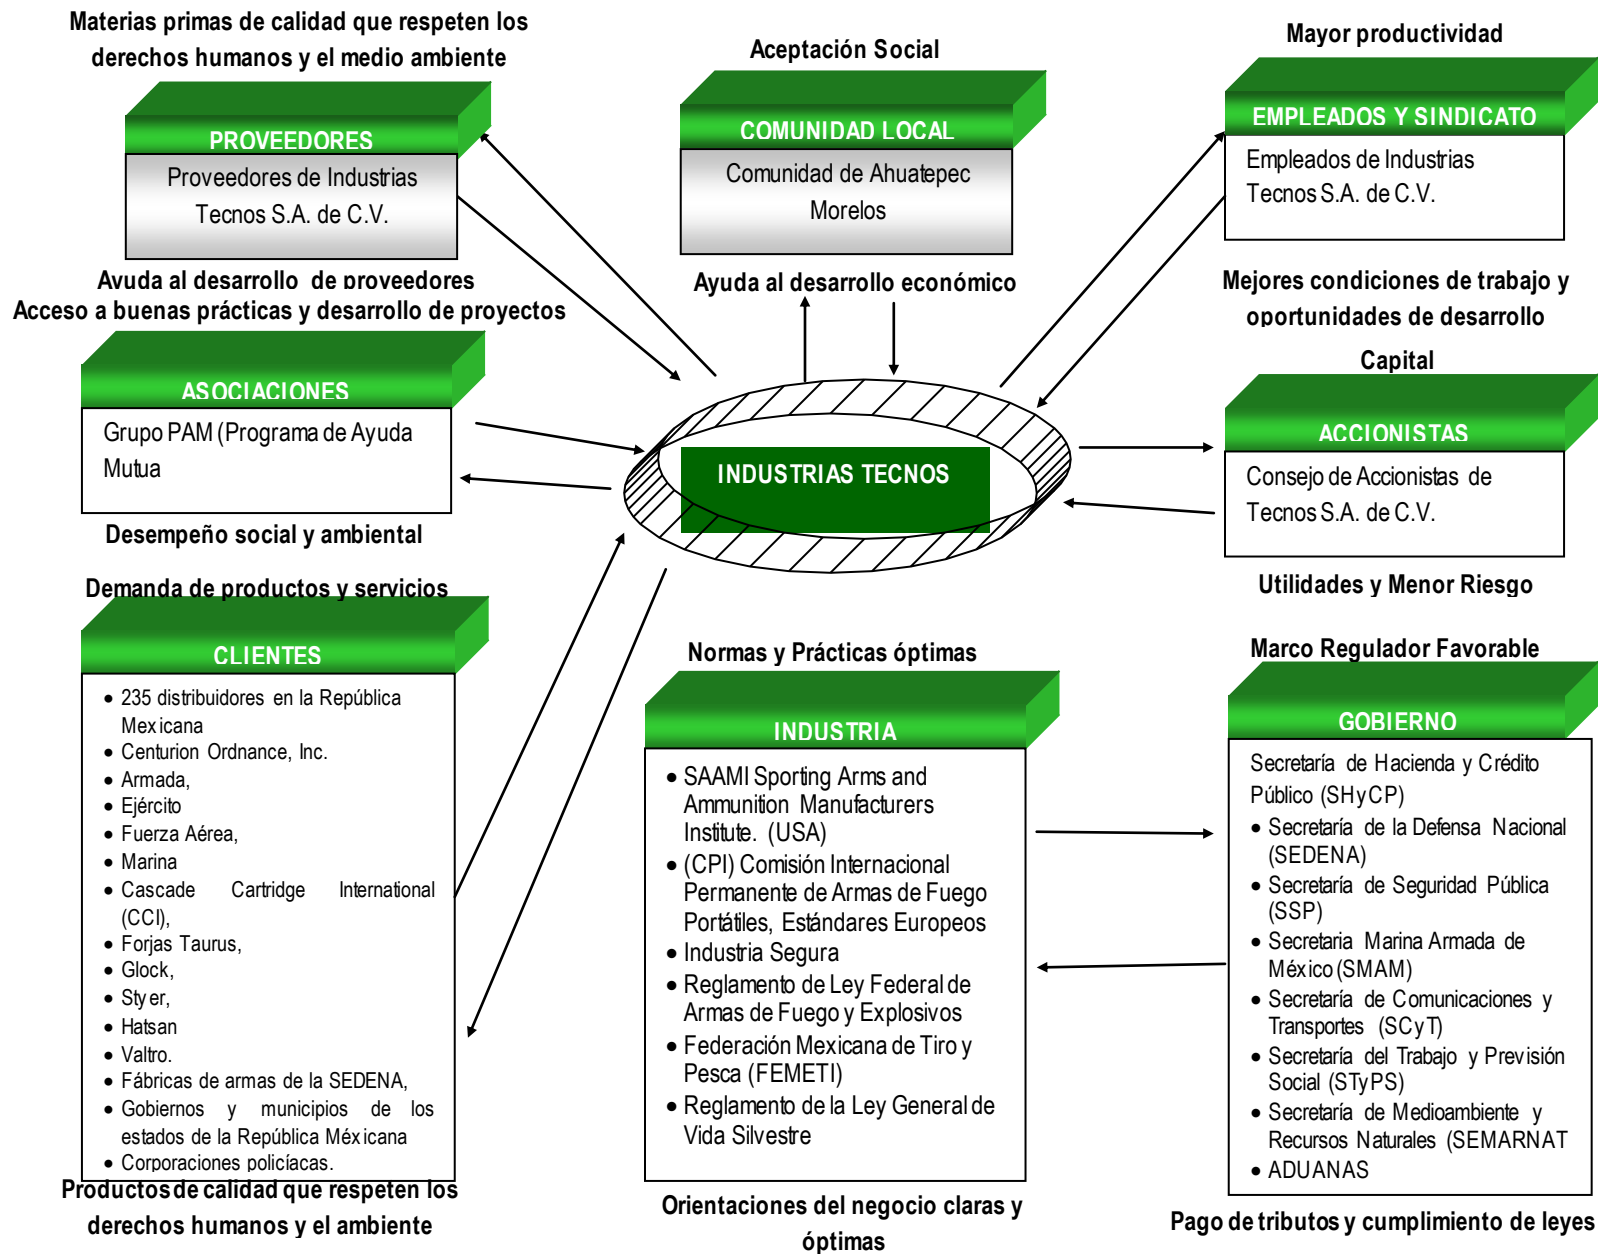 Materias primas de calidad que respeten los
derechos humanos y el medio ambiente
PROVEEDORES
Proveedores de Industrias
Tecnos S.A. de C.V.
Ayuda al desarrollo de proveedores
Aceptación Social
COMUNIDAD LOCAL
Comunidad de Ahuatepec
Morelos
Ayuda al desarrollo económico
Mayor productividad
EMPLEADOS Y SINDICATO
Empleados de Industrias
Tecnos S.A. de C.V.
Mejores condiciones de trabajo y
oportunidades de desarrollo
Acceso a buenas prácticas y desarrollo de proyectos
ASOCIACIONES
Grupo PAM (Programa de Ayuda
Mutua
Desempeño social y ambiental
INDUSTRIAS TECNOS
Capital
ACCIONISTAS
Consejo de Accionistas de
Tecnos S.A. de C.V.
Utilidades y Menor Riesgo
Demanda de productos y servicios
CLIENTES
• 235 distribuidores en la República
Mexicana
• Centurion Ordnance, Inc.
• Armada,
• Ejército
• Fuerza Aérea,
• Marina
• Cascade Cartridge International
(CCI),
• Forjas Taurus,
• Glock,
• Styer,
• Hatsan
• Valtro.
• Fábricas de armas de la SEDENA,
• Gobiernos y municipios de los
estados de la República Méxicana
• Corporaciones policíacas.
Productos de calidad que respeten los
derechos humanos y el ambiente
Normas y Prácticas óptimas
INDUSTRIA
• SAAMI Sporting Arms and
Ammunition Manufacturers
Institute. (USA)
• (CPI) Comisión Internacional
Permanente de Armas de Fuego
Portátiles, Estándares Europeos
• Industria Segura
• Reglamento de Ley Federal de
Armas de Fuego y Explosivos
• Federación Mexicana de Tiro y
Pesca (FEMETI)
• Reglamento de la Ley General de
Vida Silvestre
Orientaciones del negocio claras y
óptimas
Marco Regulador Favorable
GOBIERNO
Secretaría de Hacienda y Crédito
Público (SHyCP)
• Secretaría de la Defensa Nacional
(SEDENA)
• Secretaría de Seguridad Pública
(SSP)
• Secretaria Marina Armada de
México (SMAM)
• Secretaría de Comunicaciones y
Transportes (SCyT)
• Secretaría del Trabajo y Previsión
Social (STyPS)
• Secretaría de Medioambiente y
Recursos Naturales (SEMARNAT
• ADUANAS
Pago de tributos y cumplimiento de leyes